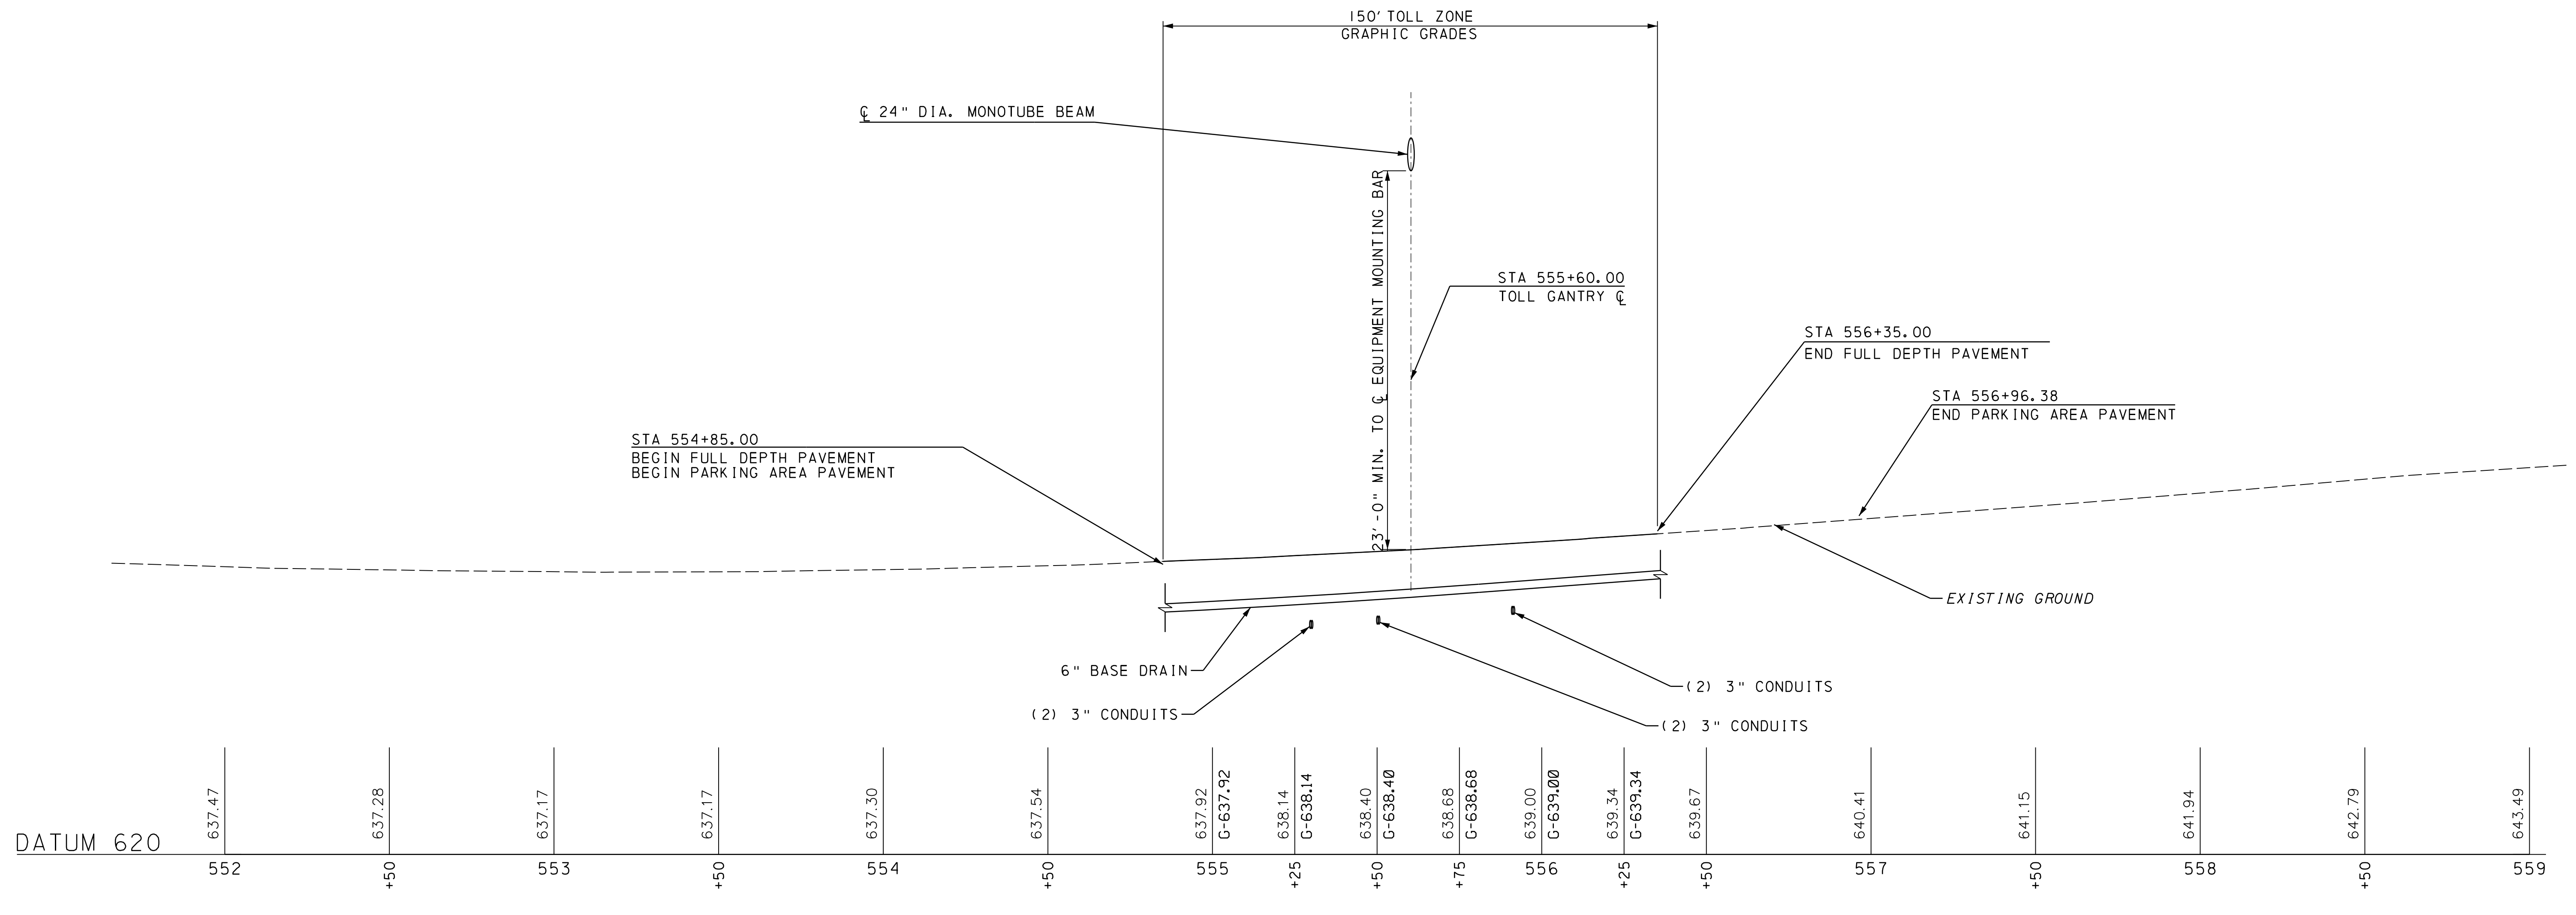 150' TOLL ZONE
GRAPHIC GRADES
℄ 24" DIA. MONOTUBE BEAM
23'-0" MIN. TO ℄ EQUIPMENT MOUNTING BAR
STA 555+60.00
TOLL GANTRY ℄
STA 556+35.00
END FULL DEPTH PAVEMENT
STA 556+96.38
END PARKING AREA PAVEMENT
STA 554+85.00
BEGIN FULL DEPTH PAVEMENT
BEGIN PARKING AREA PAVEMENT
EXISTING GROUND
6" BASE DRAIN
(2) 3" CONDUITS
(2) 3" CONDUITS
(2) 3" CONDUITS
637.47
637.28
637.17
637.17
637.30
637.54
637.92
G-637.92
638.14
G-638.14
638.40
G-638.40
638.68
G-638.68
639.00
G-639.00
639.34
G-639.34
639.67
640.41
641.15
641.94
642.79
643.49
DATUM 620
552
+50
553
+50
554
+50
555
+25
+50
+75
556
+25
+50
557
+50
558
+50
559